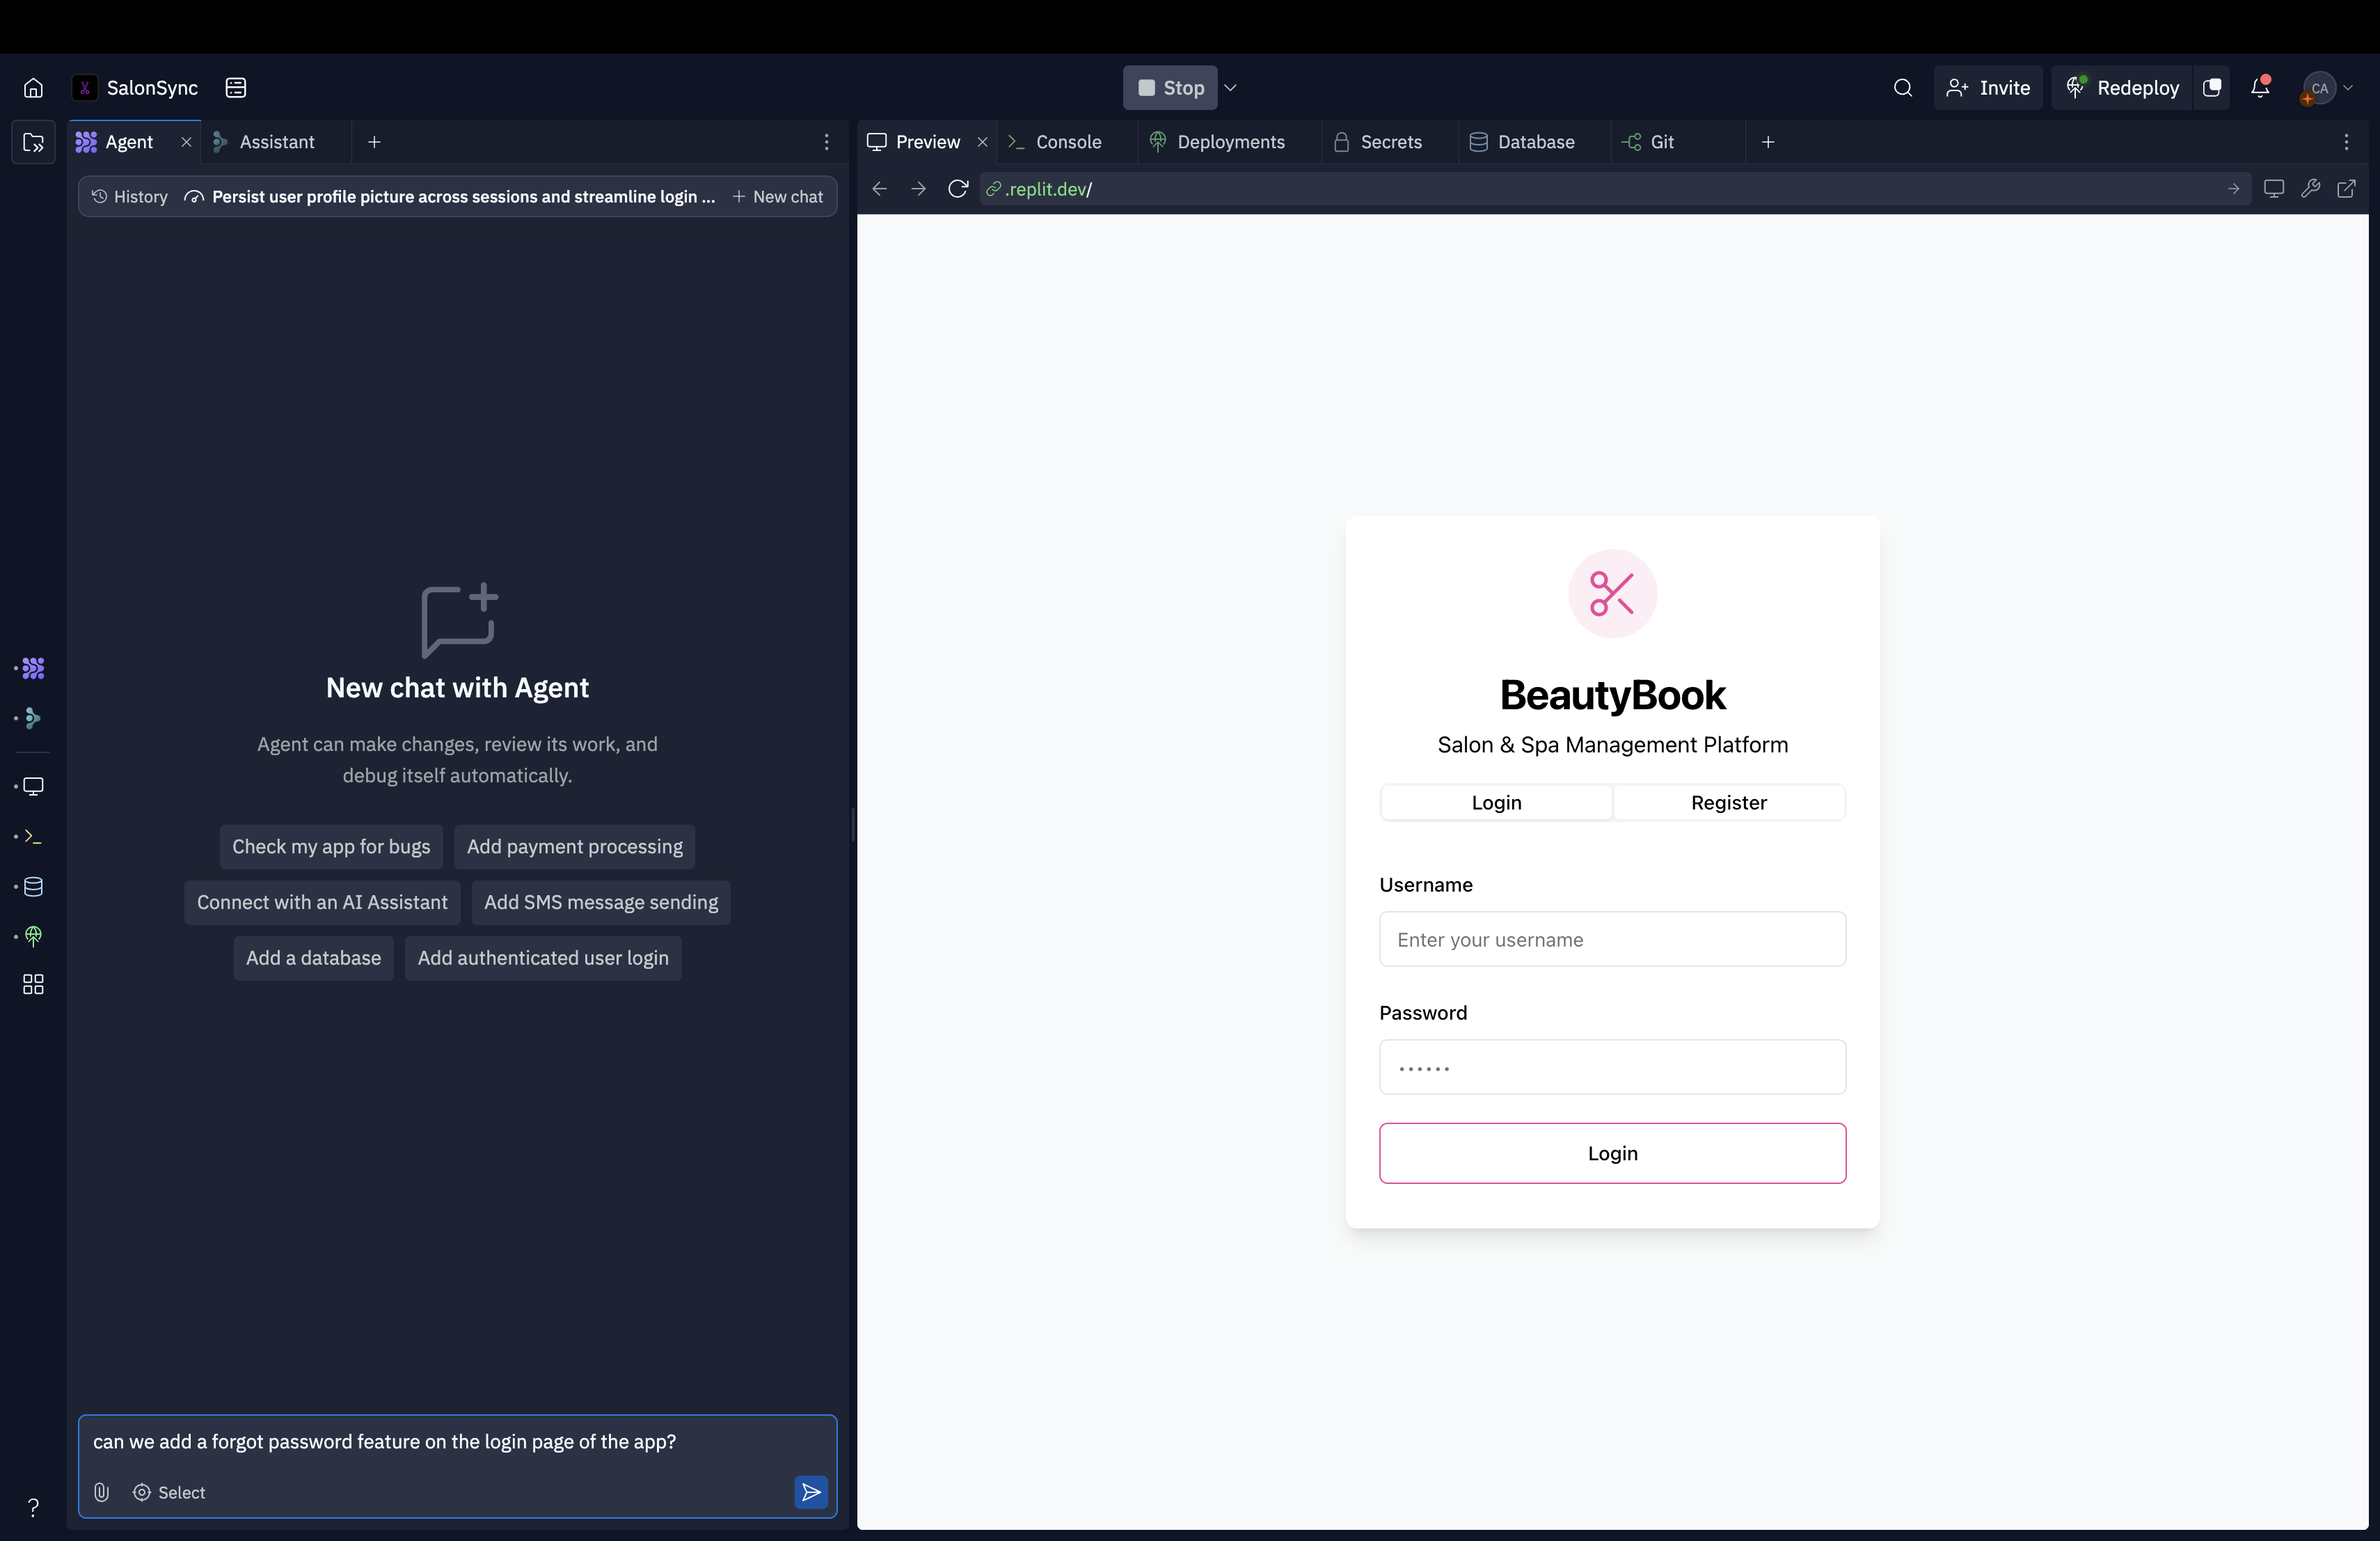 SalonSync
Stop
Invite
Redeploy
CA
Agent
Assistant
Preview
Console
Deployments
Secrets
Database
Git
History
Persist user profile picture across sessions and streamline login ...
New chat
.replit.dev/
New chat with Agent
Agent can make changes, review its work, and
debug itself automatically.
Check my app for bugs
Add payment processing
Connect with an AI Assistant
Add SMS message sending
Add a database
Add authenticated user login
can we add a forgot password feature on the login page of the app?
Select
BeautyBook
Salon & Spa Management Platform
Login
Register
Username
Enter your username
Password
••••••
Login